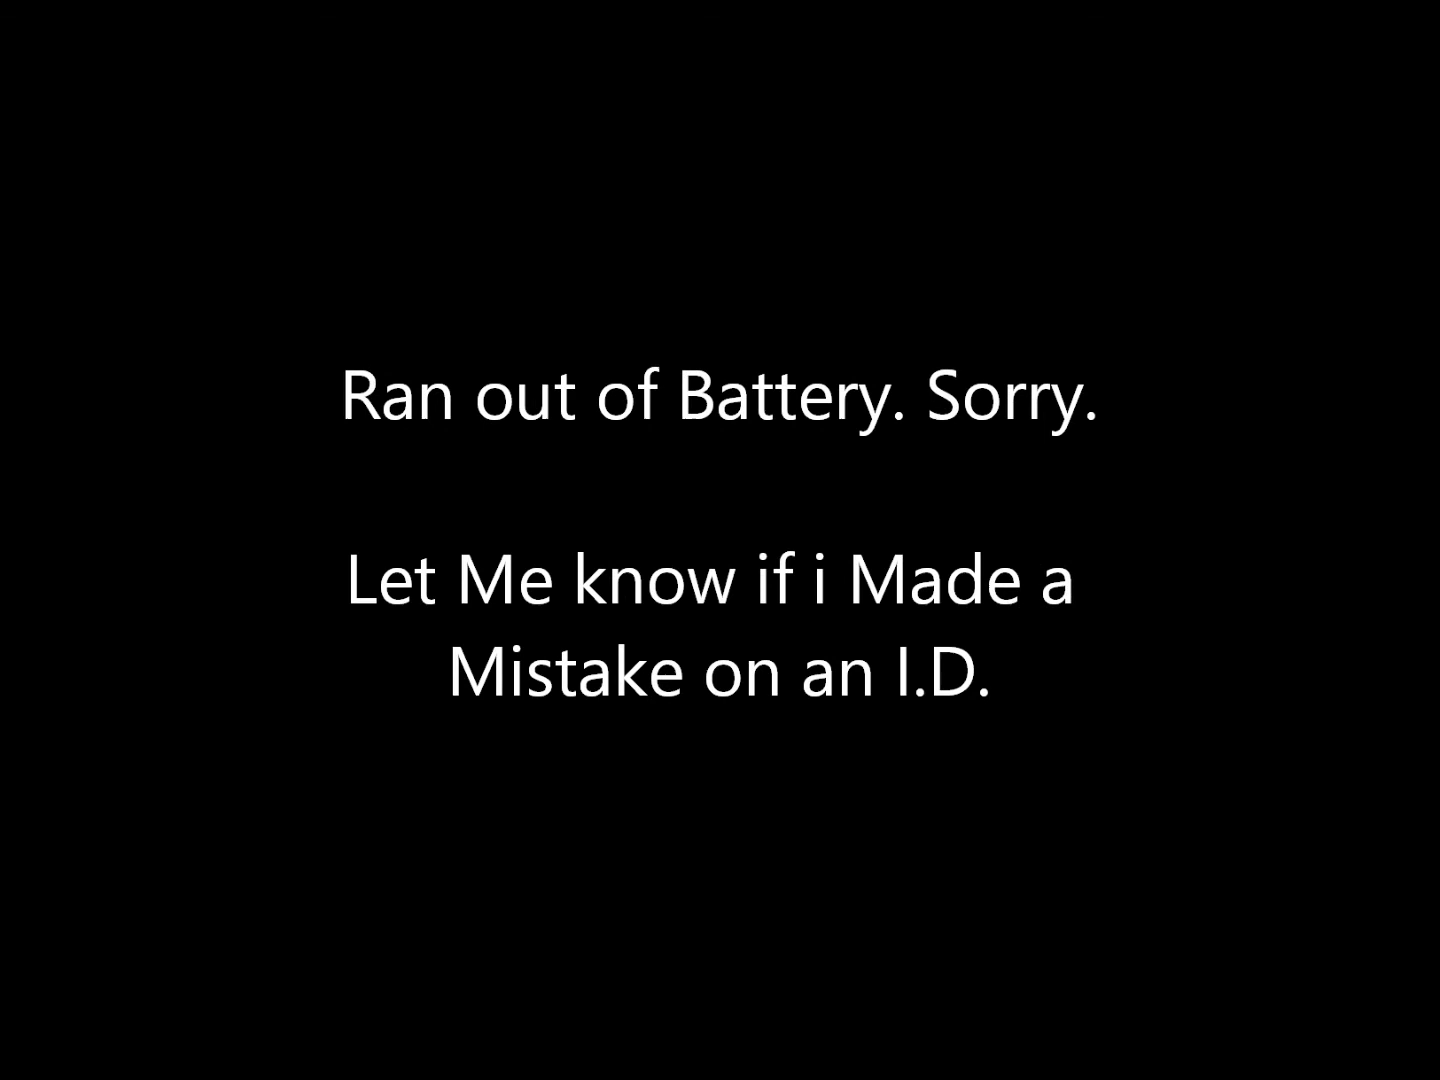 Ran out of Battery. Sorry.
Let Me know if i Made a
Mistake on an I.D.